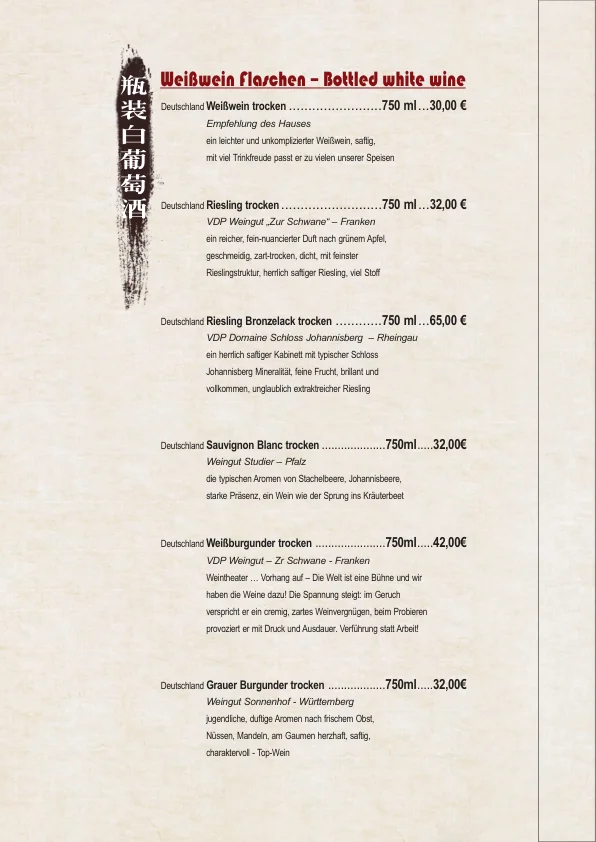 瓶装白葡萄酒
Weißwein Flaschen – Bottled white wine
Deutschland Weißwein trocken ........................750 ml ...30,00 €
Empfehlung des Hauses
ein leichter und unkomplizierter Weißwein, saftig,
mit viel Trinkfreude passt er zu vielen unserer Speisen
Deutschland Riesling trocken ..........................750 ml ...32,00 €
VDP Weingut „Zur Schwane“ – Franken
ein reicher, fein-nuancierter Duft nach grünem Apfel,
geschmeidig, zart-trocken, dicht, mit feinster
Rieslingstruktur, herrlich saftiger Riesling, viel Stoff
Deutschland Riesling Bronzelack trocken ............750 ml ...65,00 €
VDP Domaine Schloss Johannisberg – Rheingau
ein herrlich saftiger Kabinett mit typischer Schloss
Johannisberg Mineralität, feine Frucht, brillant und
vollkommen, unglaublich extraktreicher Riesling
Deutschland Sauvignon Blanc trocken ....................750ml.....32,00€
Weingut Studier – Pfalz
die typischen Aromen von Stachelbeere, Johannisbeere,
starke Präsenz, ein Wein wie der Sprung ins Kräuterbeet
Deutschland Weißburgunder trocken ......................750ml.....42,00€
VDP Weingut – Zr Schwane - Franken
Weintheater … Vorhang auf – Die Welt ist eine Bühne und wir
haben die Weine dazu! Die Spannung steigt: im Geruch
verspricht er ein cremig, zartes Weinvergnügen, beim Probieren
provoziert er mit Druck und Ausdauer. Verführung statt Arbeit!
Deutschland Grauer Burgunder trocken ..................750ml.....32,00€
Weingut Sonnenhof - Württemberg
jugendliche, duftige Aromen nach frischem Obst,
Nüssen, Mandeln, am Gaumen herzhaft, saftig,
charaktervoll - Top-Wein